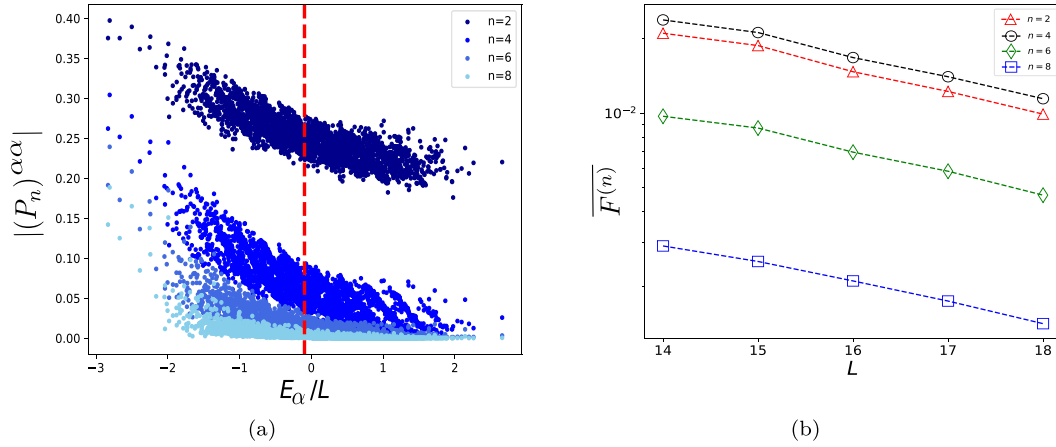 0.40
0.35
0.30
0.25
0.20
0.15
0.10
0.05
0.00
|(Pₙ)^{αα}|
n=2
n=4
n=6
n=8
−3
−2
−1
0
1
2
E_α/L
(a)
10⁻²
F⁽ⁿ⁾
n = 2
n = 4
n = 6
n = 8
14
15
16
17
18
L
(b)